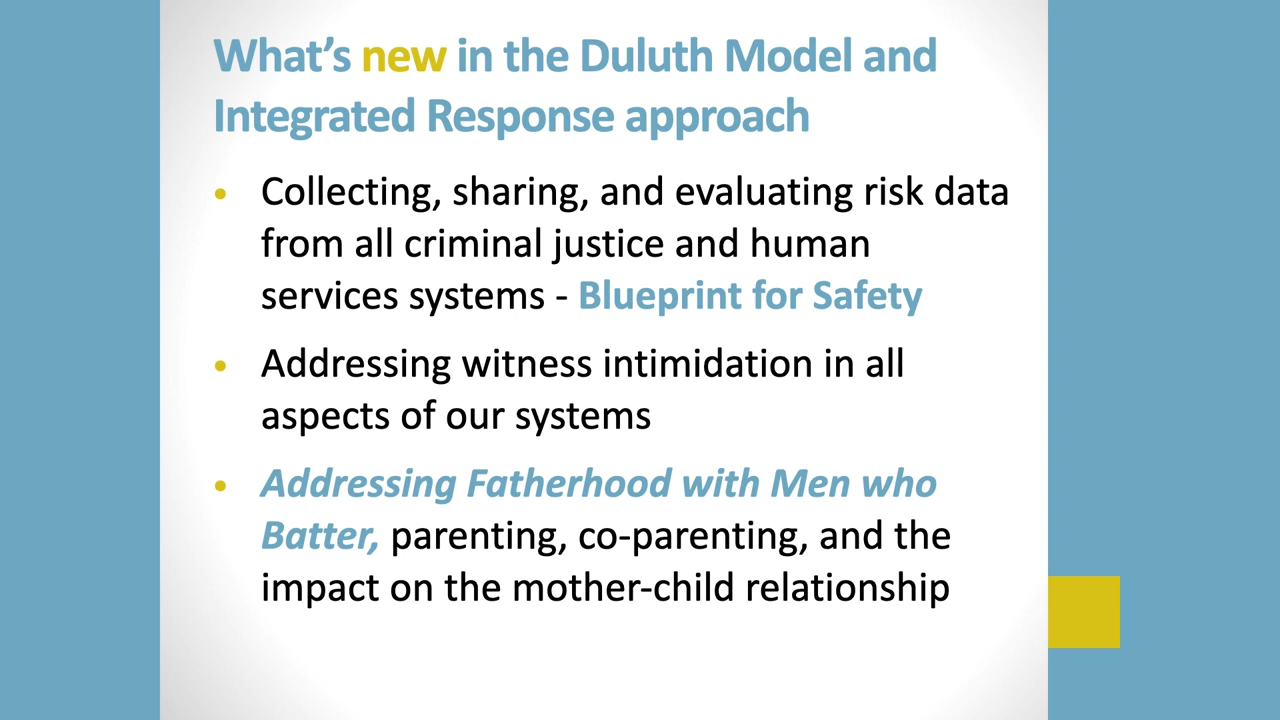 What’s new in the Duluth Model and
Integrated Response approach
• Collecting, sharing, and evaluating risk data
from all criminal justice and human
services systems - Blueprint for Safety
• Addressing witness intimidation in all
aspects of our systems
• Addressing Fatherhood with Men who
Batter, parenting, co-parenting, and the
impact on the mother-child relationship